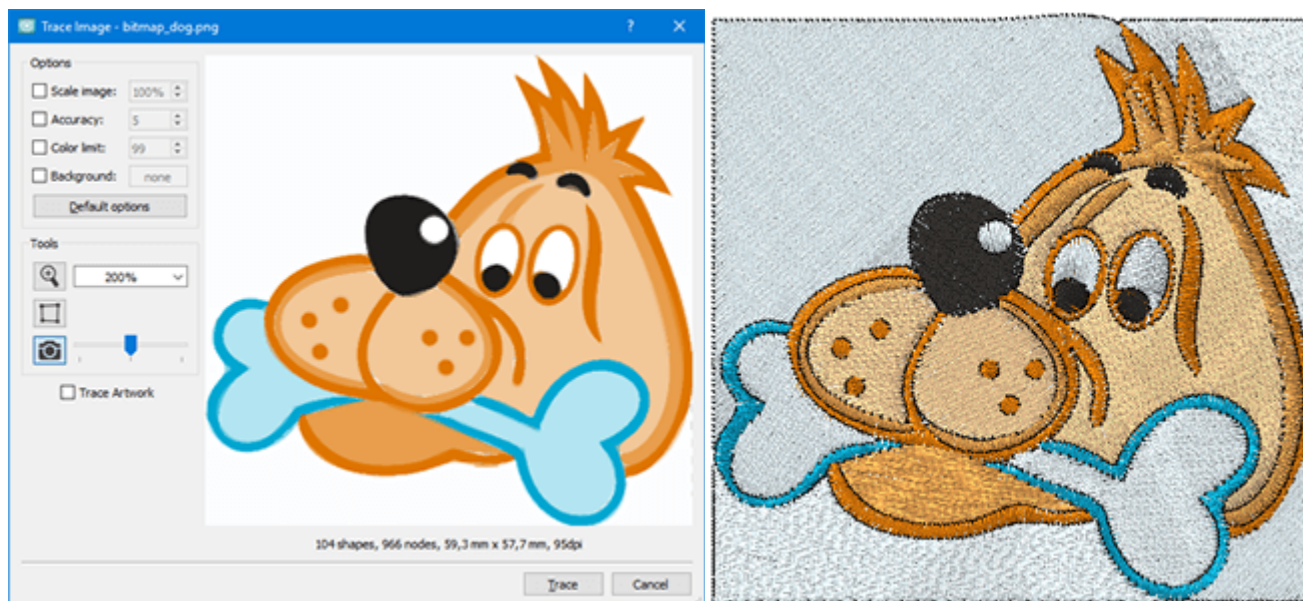 Trace Image - bitmap_dog.png
Options
Scale image: 100%
Accuracy: 5
Color limit: 99
Background: none
Default options
Tools
200%
Trace Artwork
104 shapes, 966 nodes, 59,3 mm x 57,7 mm, 95dpi
Trace Cancel